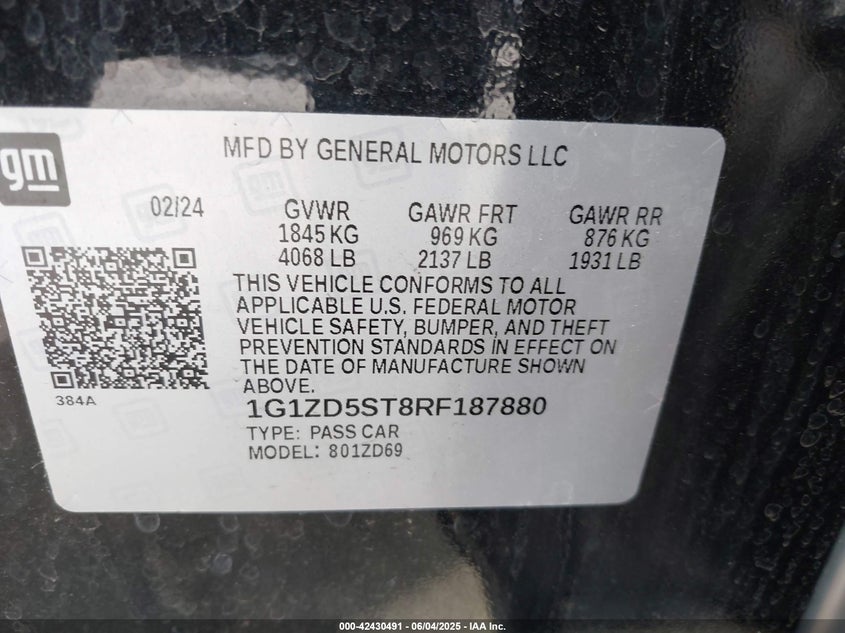 gm
MFD BY GENERAL MOTORS LLC
02/24 GVWR GAWR FRT GAWR RR
1845 KG 969 KG 876 KG
4068 LB 2137 LB 1931 LB
THIS VEHICLE CONFORMS TO ALL
APPLICABLE U.S. FEDERAL MOTOR
VEHICLE SAFETY, BUMPER, AND THEFT
PREVENTION STANDARDS IN EFFECT ON
THE DATE OF MANUFACTURE SHOWN
ABOVE.
384A
1G1ZD5ST8RF187880
TYPE: PASS CAR
MODEL: 801ZD69
000-42430491 - 06/04/2025 - IAA Inc.